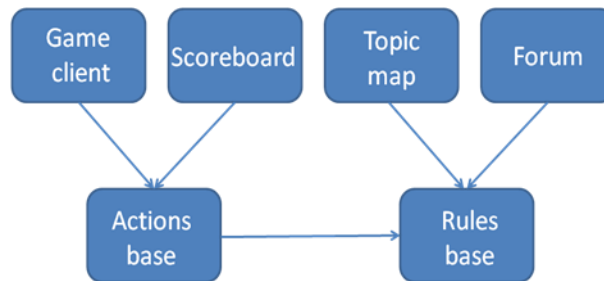 Game
client
Scoreboard
Topic
map
Forum
Actions
base
Rules
base